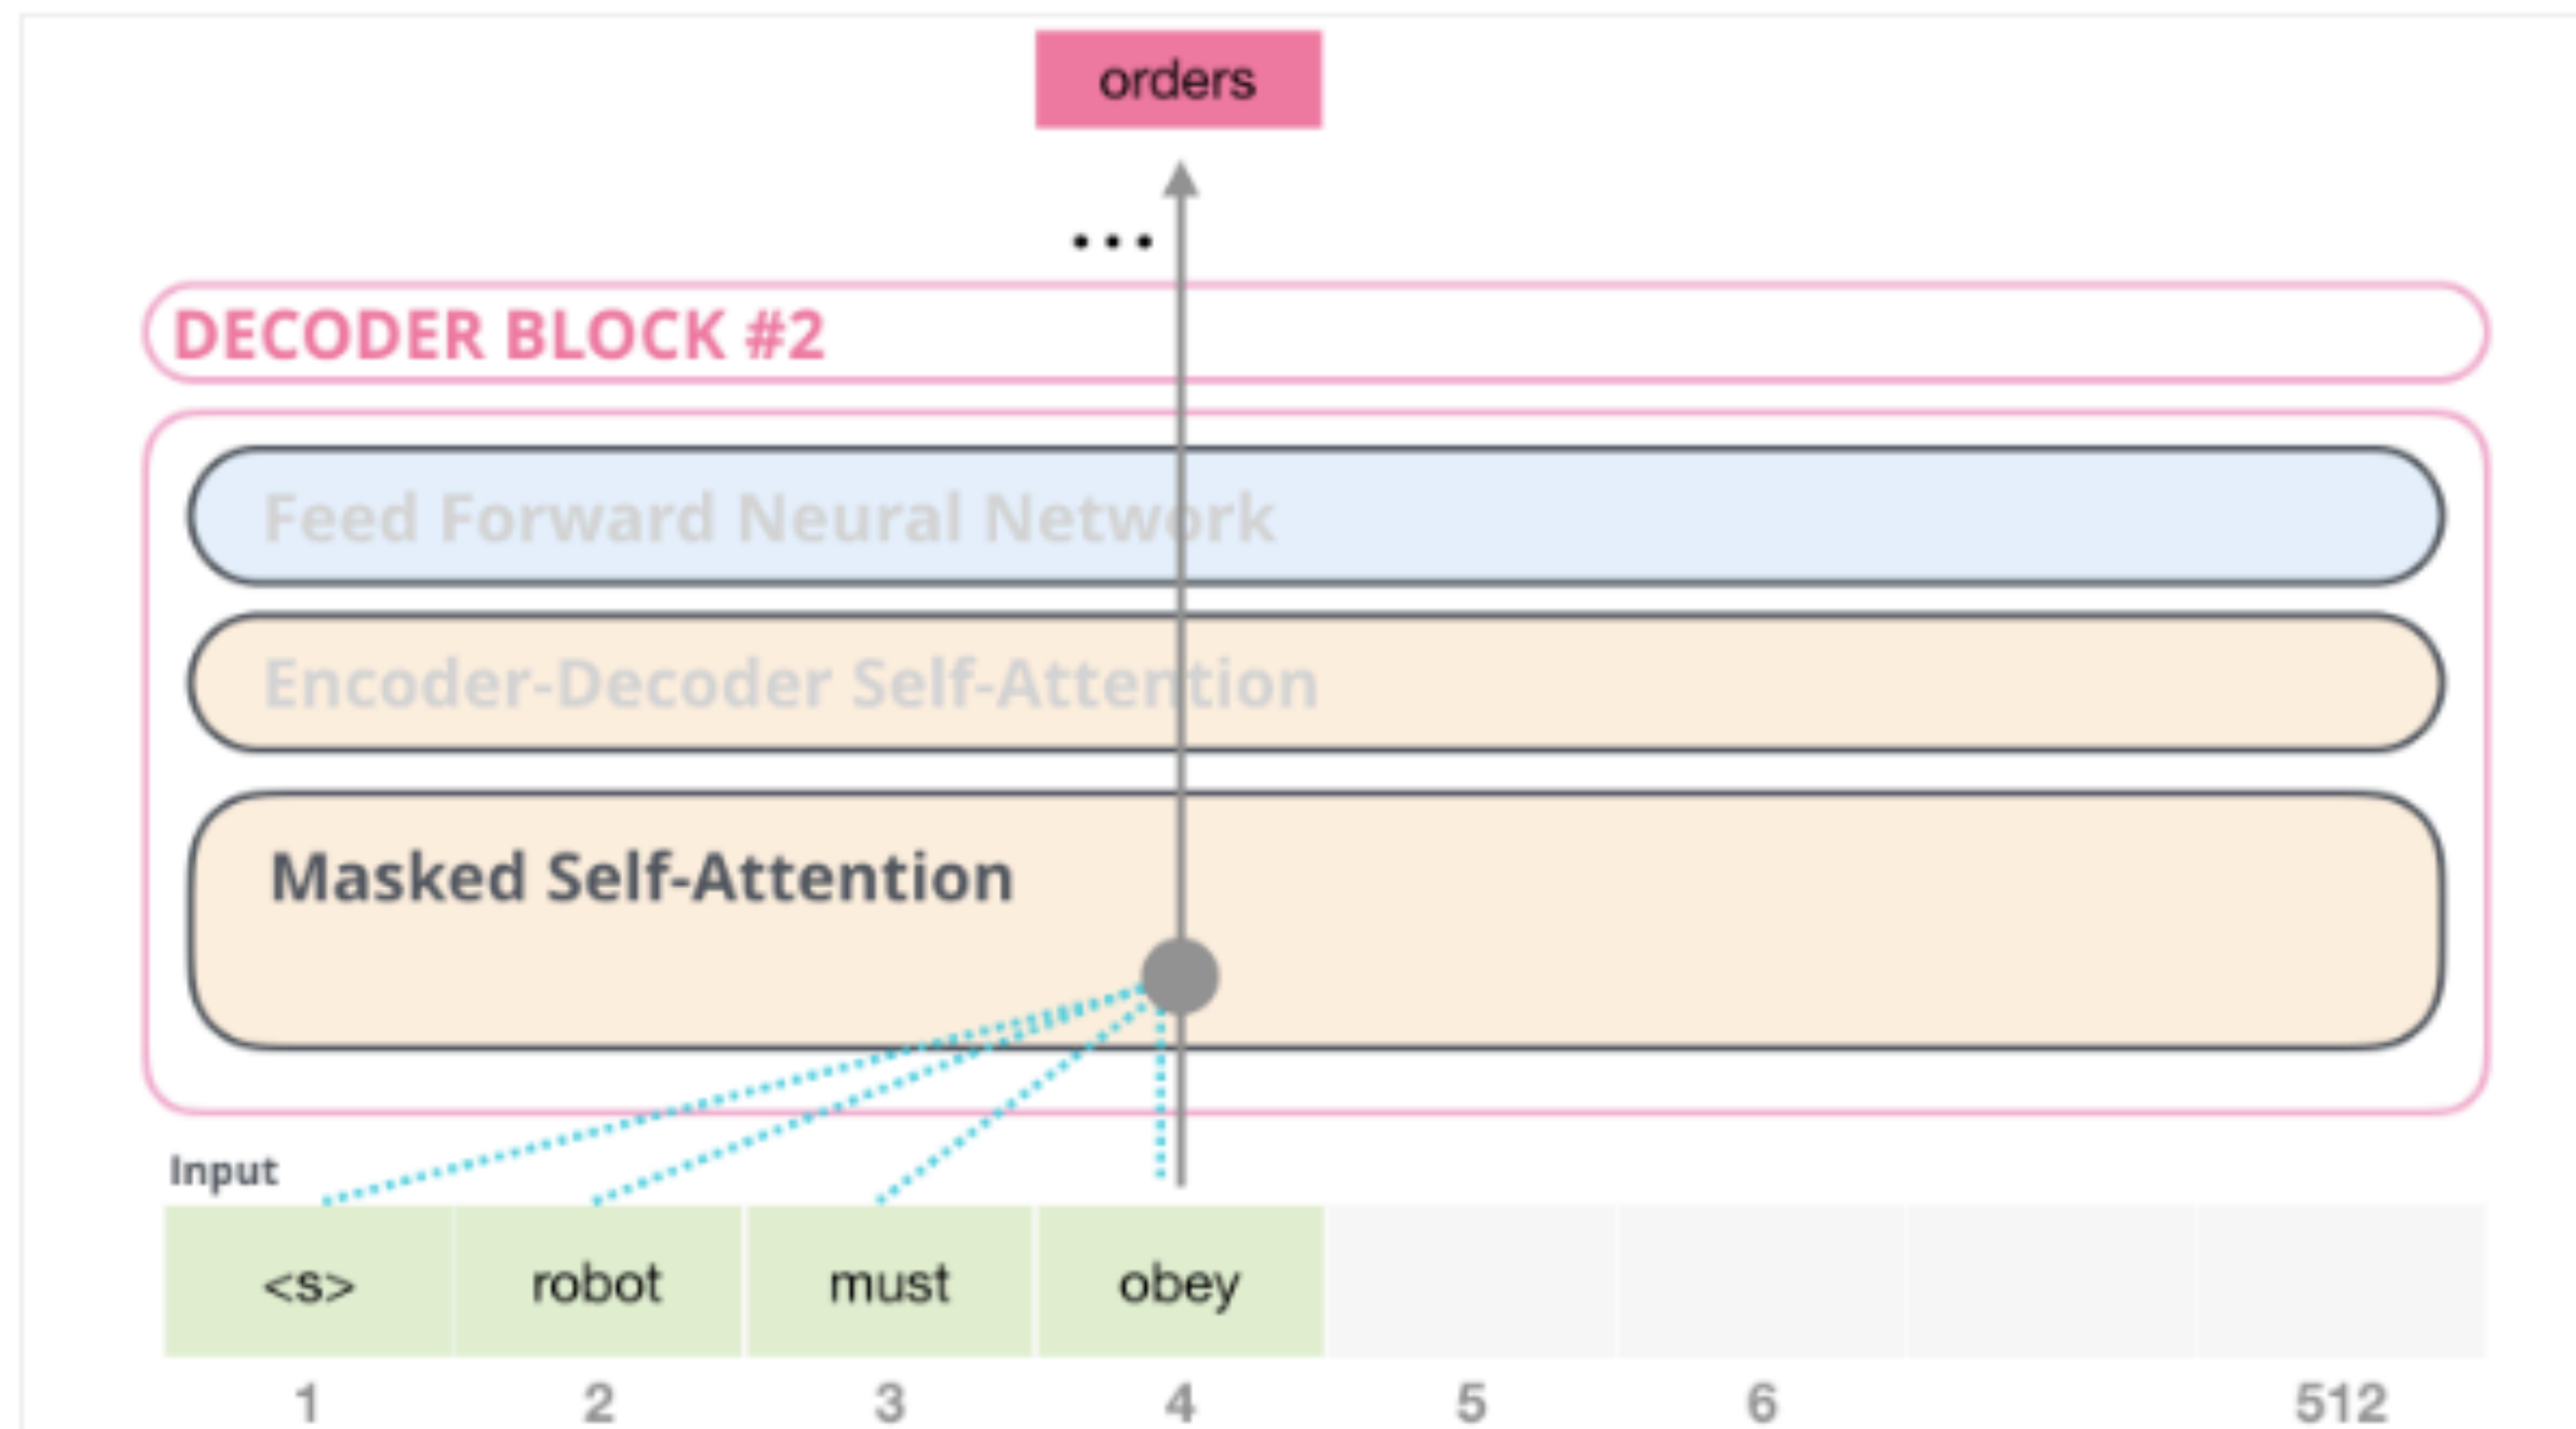 orders
...
DECODER BLOCK #2
Feed Forward Neural Network
Encoder-Decoder Self-Attention
Masked Self-Attention
Input
<s> robot must obey
1 2 3 4 5 6 512